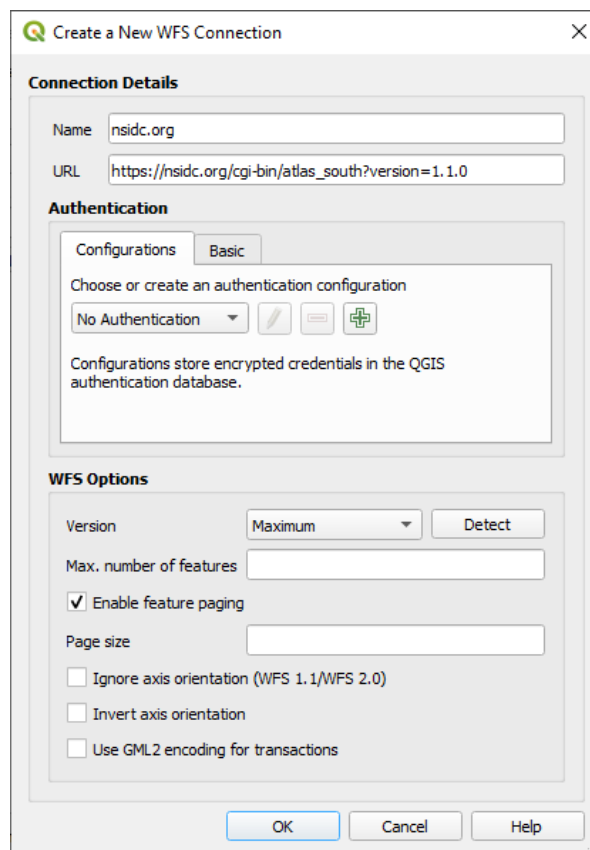 Create a New WFS Connection
Connection Details
Name nsidc.org
URL https://nsidc.org/cgi-bin/atlas_south?version=1.1.0
Authentication
Configurations Basic
Choose or create an authentication configuration
No Authentication
Configurations store encrypted credentials in the QGIS
authentication database.
WFS Options
Version Maximum Detect
Max. number of features
Enable feature paging
Page size
Ignore axis orientation (WFS 1.1/WFS 2.0)
Invert axis orientation
Use GML2 encoding for transactions
OK Cancel Help